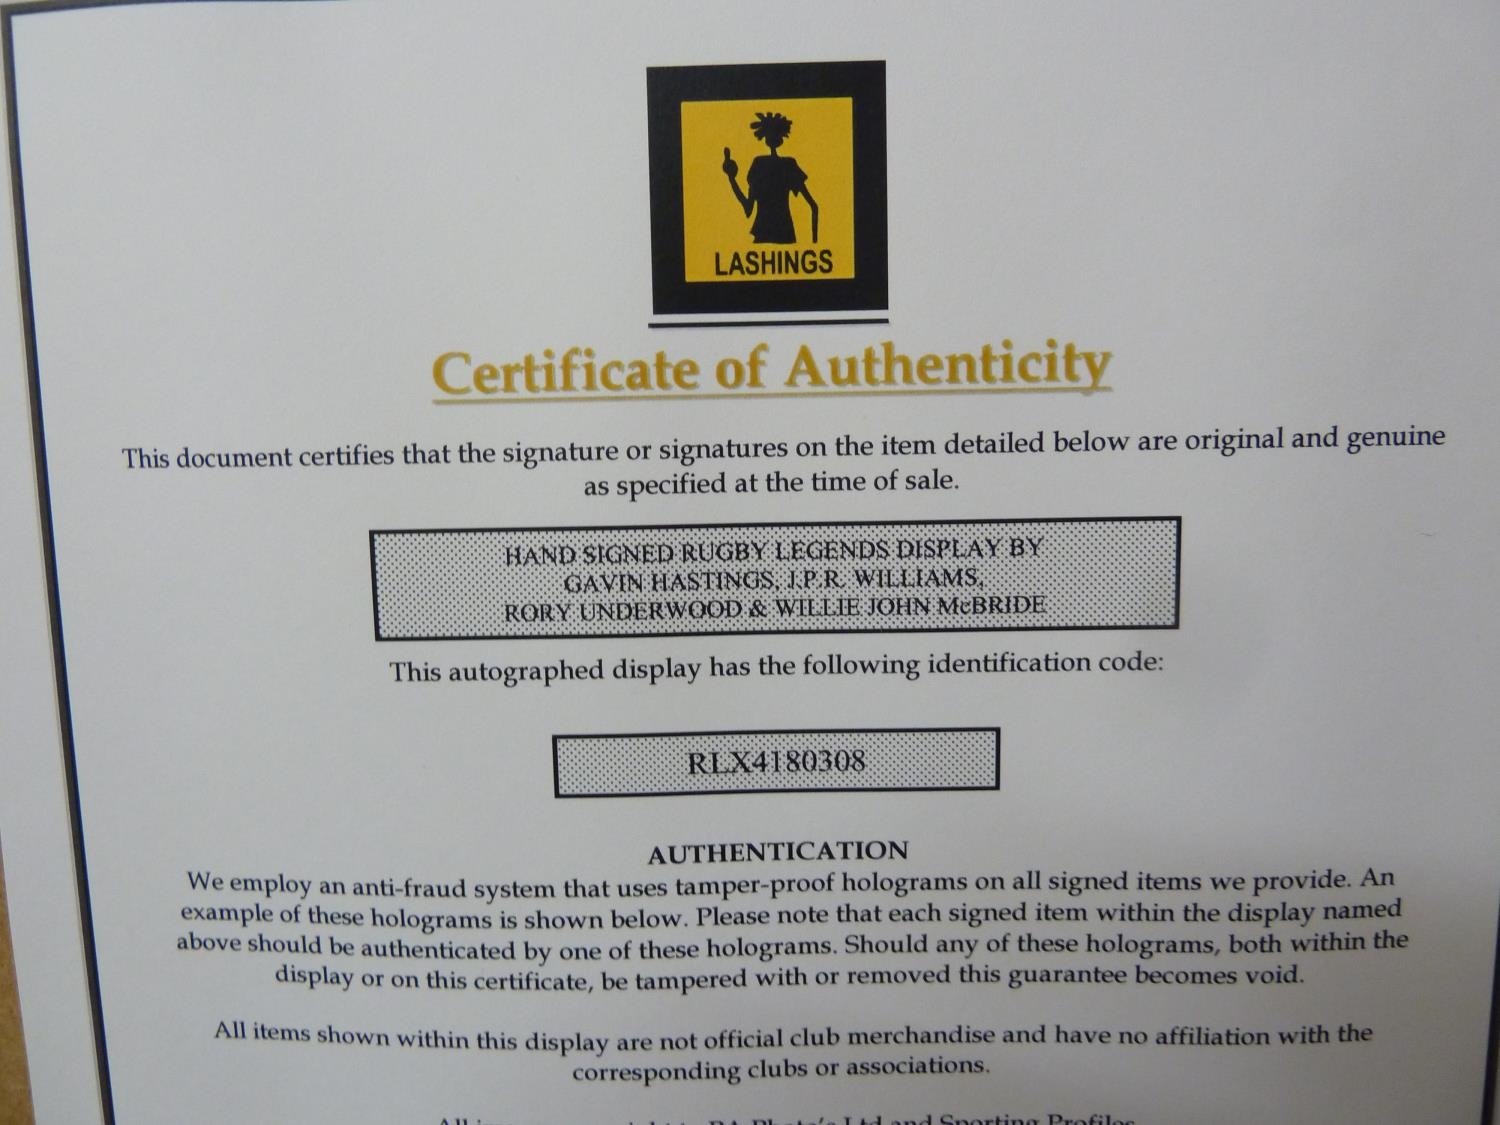 LASHINGS
Certificate of Authenticity
This document certifies that the signature or signatures on the item detailed below are original and genuine
as specified at the time of sale.
HAND SIGNED RUGBY LEGENDS DISPLAY BY
GAVIN HASTINGS, J.P.R. WILLIAMS,
RORY UNDERWOOD & WILLIE JOHN McBRIDE
This autographed display has the following identification code:
RLX4180308
AUTHENTICATION
We employ an anti-fraud system that uses tamper-proof holograms on all signed items we provide. An
example of these holograms is shown below. Please note that each signed item within the display named
above should be authenticated by one of these holograms. Should any of these holograms, both within the
display or on this certificate, be tampered with or removed this guarantee becomes void.
All items shown within this display are not official club merchandise and have no affiliation with the
corresponding clubs or associations.
All PA Photo's Ltd and Sporting Profiles